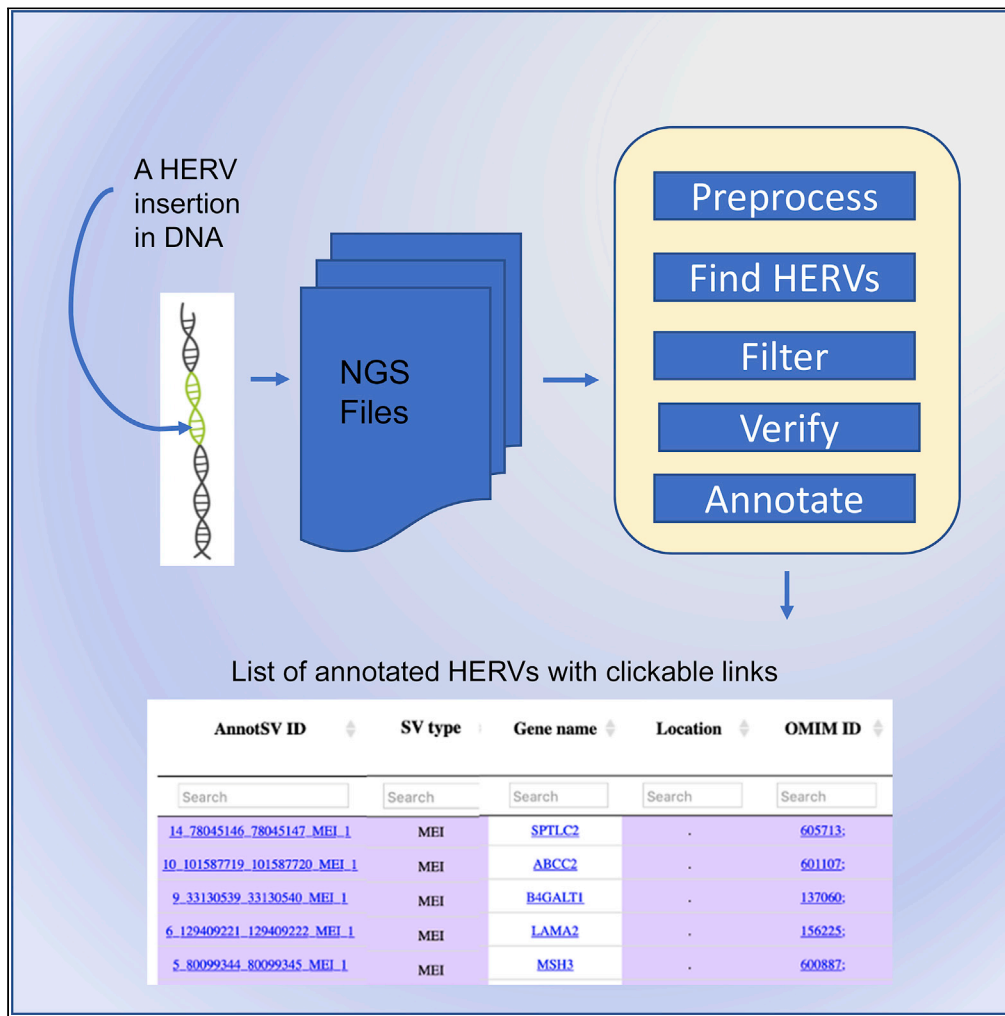 A HERV
insertion
in DNA
NGS
Files
Preprocess
Find HERVs
Filter
Verify
Annotate
List of annotated HERVs with clickable links
AnnotSV ID SV type Gene name Location OMIM ID
Search Search Search Search Search
14_78045146_78045147_MEI_1 MEI SPTLC2 . 605713;
10_101587719_101587720_MEI_1 MEI ABCC2 . 601107;
9_33130539_33130540_MEI_1 MEI B4GALT1 . 137060;
6_129409221_129409222_MEI_1 MEI LAMA2 . 156225;
5_80099344_80099345_MEI_1 MEI MSH3 . 600887;